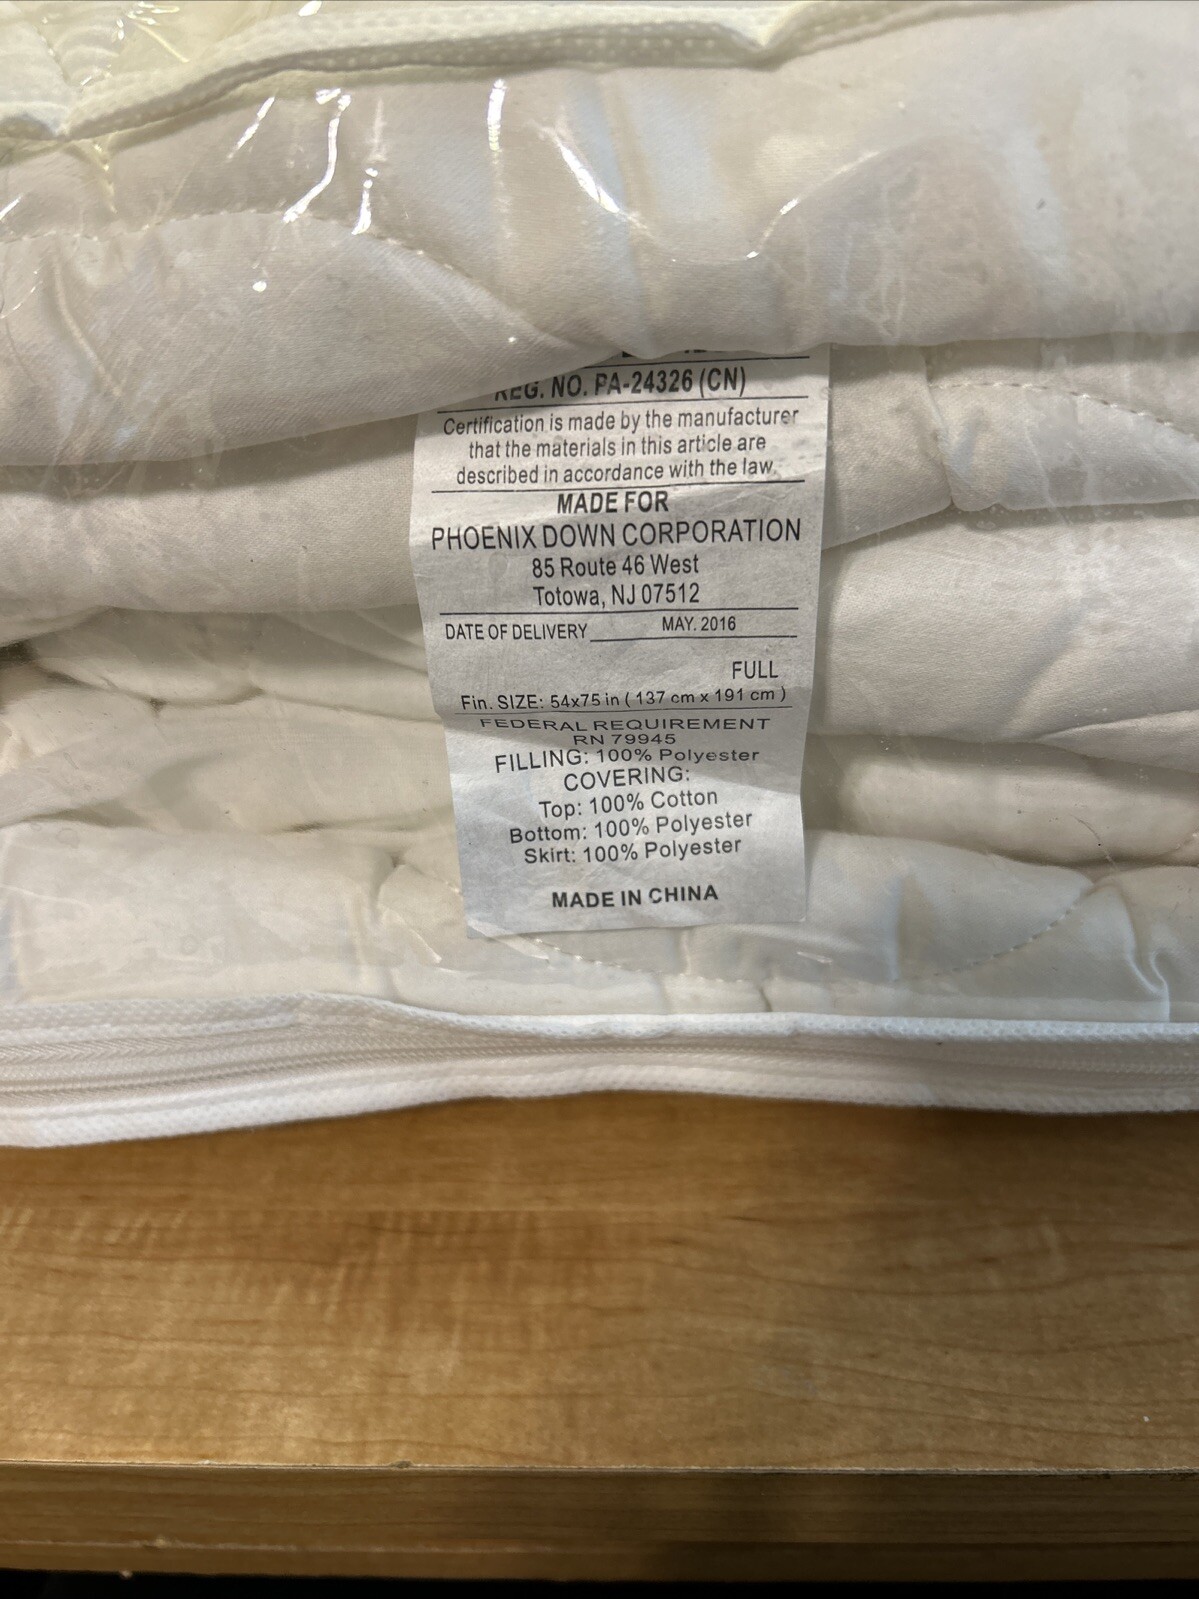 REG. NO. PA-24326 (CN)
Certification is made by the manufacturer
that the materials in this article are
described in accordance with the law.
MADE FOR
PHOENIX DOWN CORPORATION
85 Route 46 West
Totowa, NJ 07512
DATE OF DELIVERY MAY. 2016
FULL
Fin. SIZE: 54x75 in ( 137 cm x 191 cm )
FEDERAL REQUIREMENT
RN 79945
FILLING: 100% Polyester
COVERING:
Top: 100% Cotton
Bottom: 100% Polyester
Skirt: 100% Polyester
MADE IN CHINA